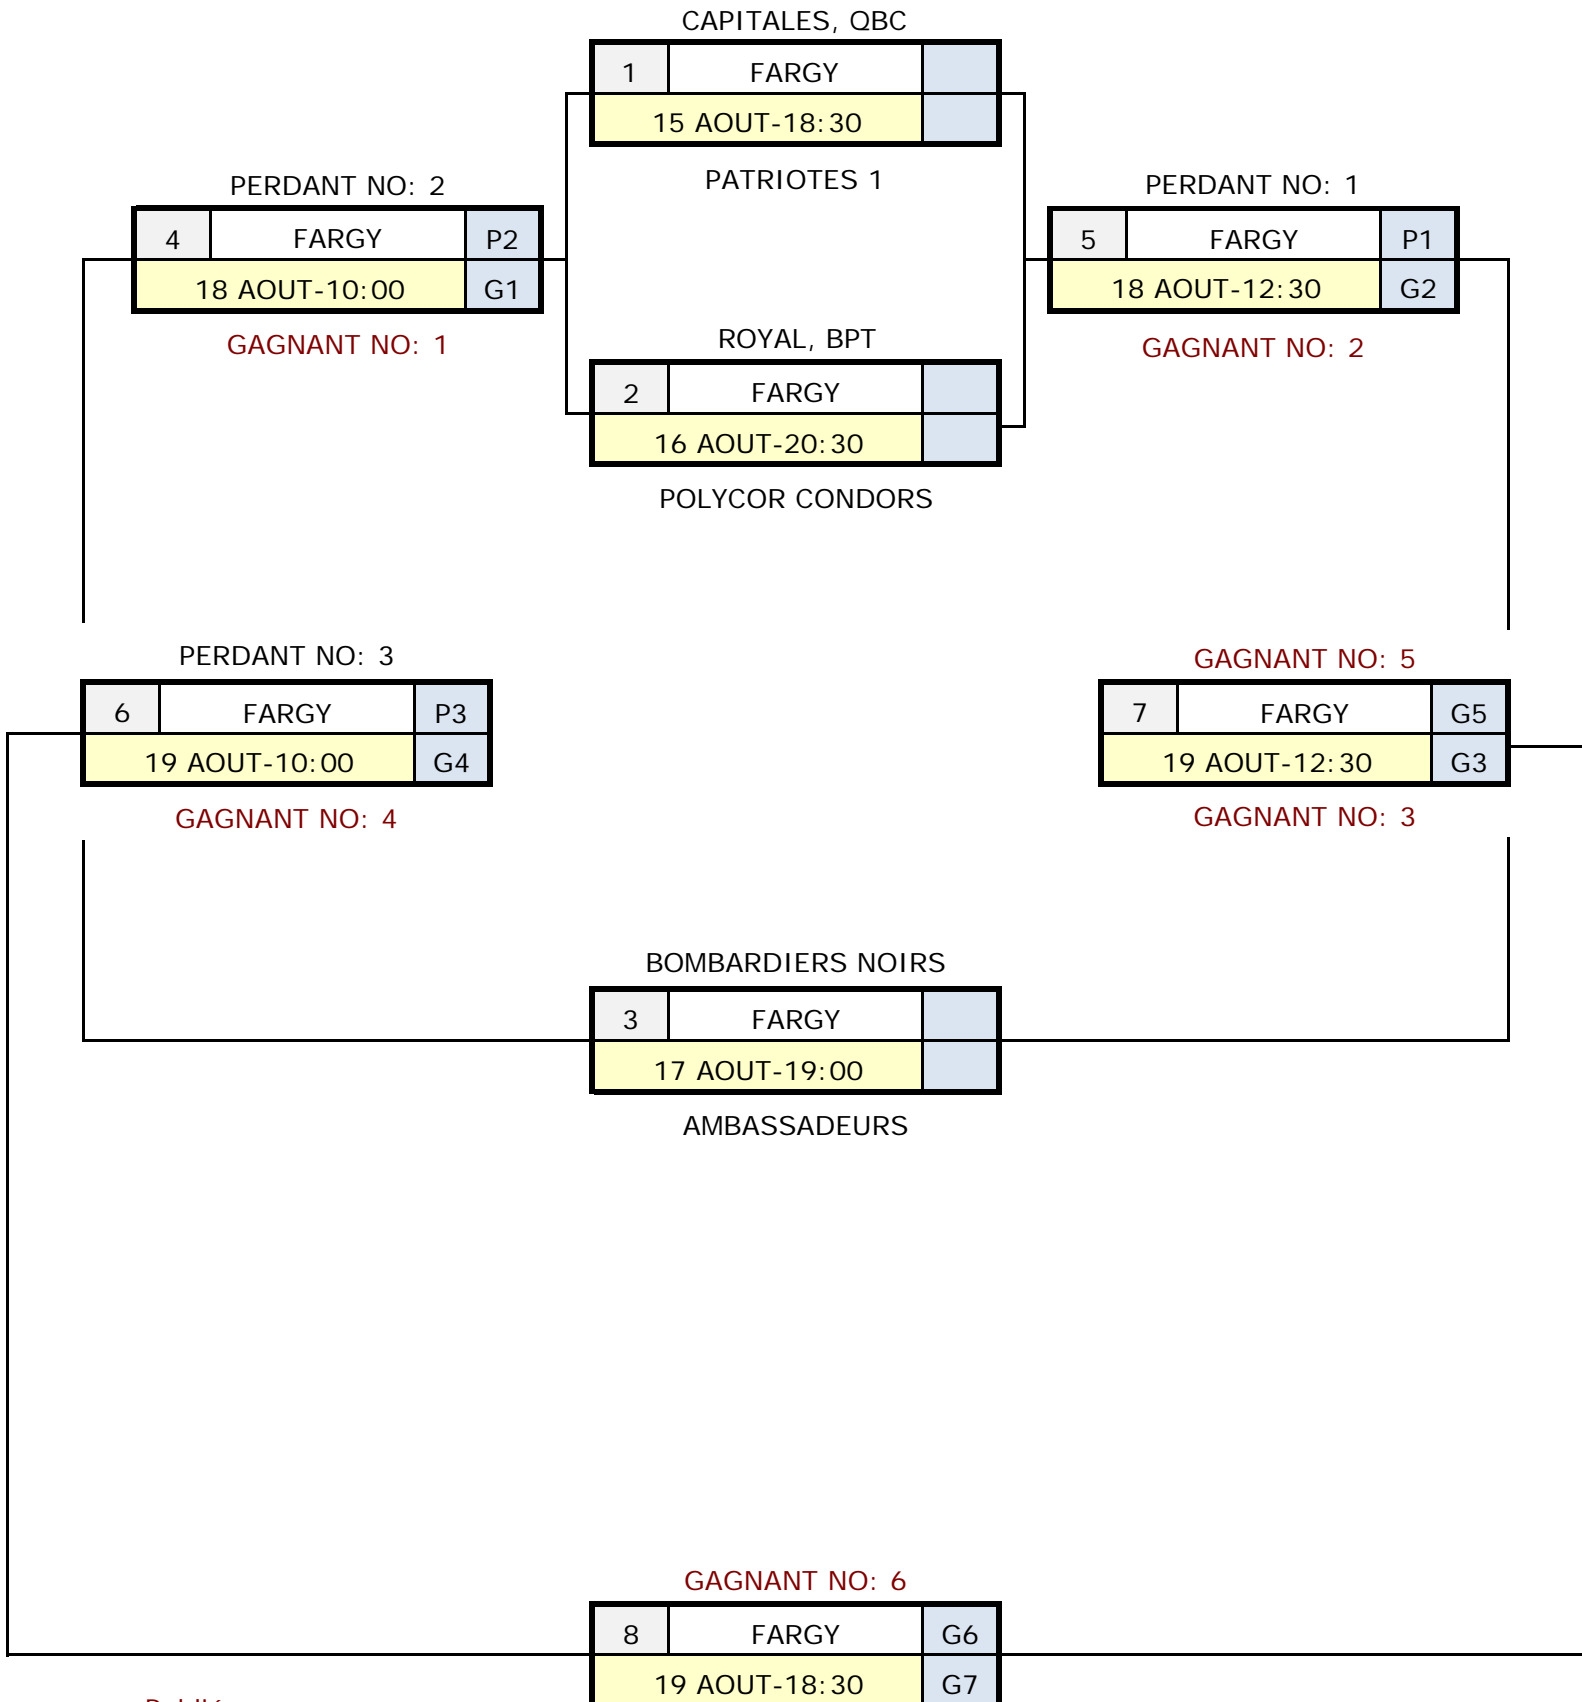 CAPITALES, QBC
1 FARGY
15 AOUT-18:30
PATRIOTES 1
PERDANT NO: 2
4 FARGY P2
18 AOUT-10:00 G1
GAGNANT NO: 1
PERDANT NO: 1
5 FARGY P1
18 AOUT-12:30 G2
GAGNANT NO: 2
ROYAL, BPT
2 FARGY
16 AOUT-20:30
POLYCOR CONDORS
PERDANT NO: 3
6 FARGY P3
19 AOUT-10:00 G4
GAGNANT NO: 4
GAGNANT NO: 5
7 FARGY G5
19 AOUT-12:30 G3
GAGNANT NO: 3
BOMBARDIERS NOIRS
3 FARGY
17 AOUT-19:00
AMBASSADEURS
GAGNANT NO: 6
8 FARGY G6
19 AOUT-18:30 G7